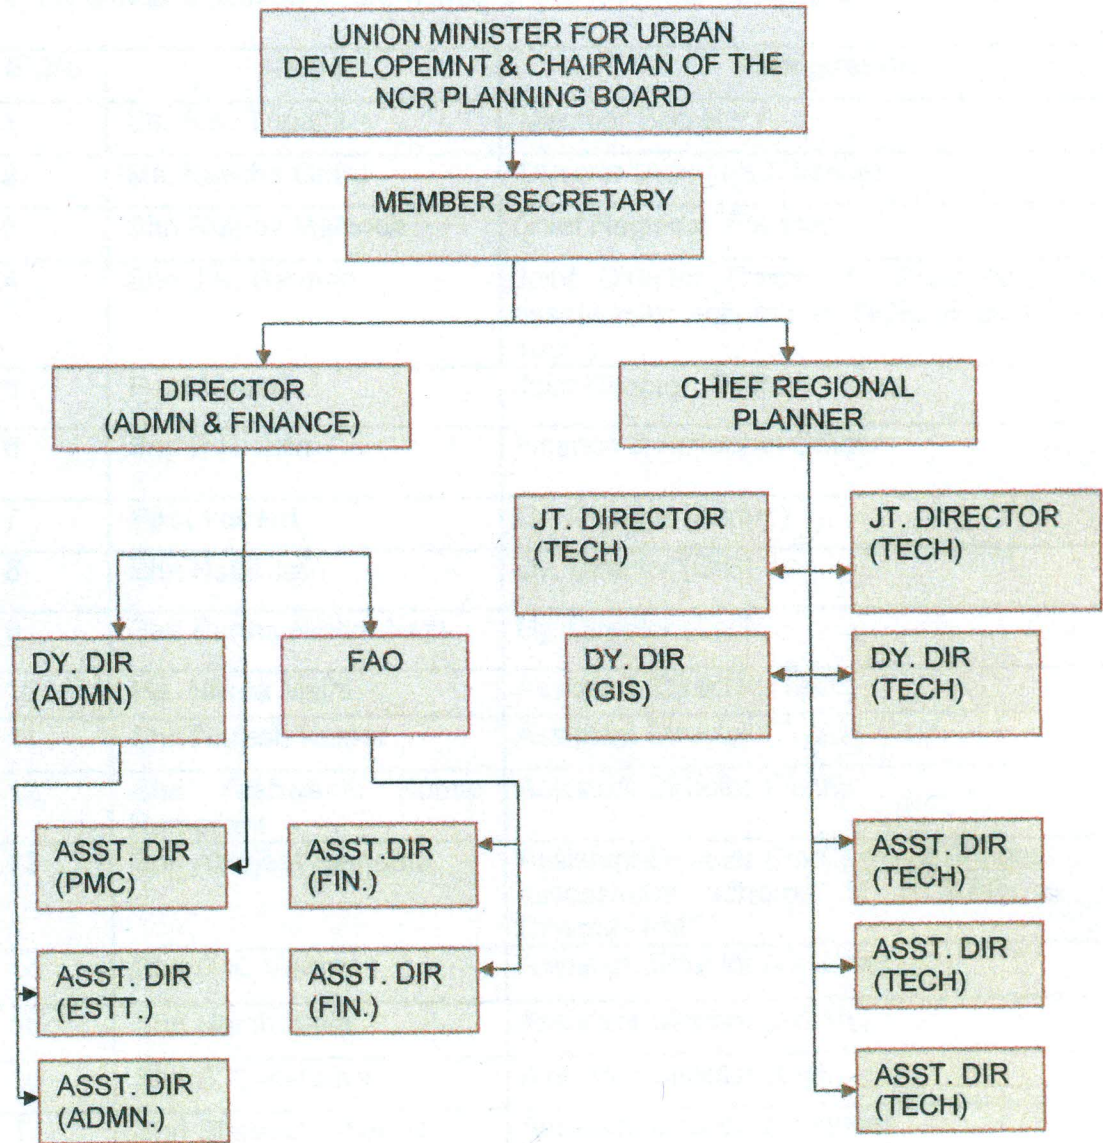 UNION MINISTER FOR URBAN
DEVELOPEMNT & CHAIRMAN OF THE
NCR PLANNING BOARD
MEMBER SECRETARY
DIRECTOR
(ADMN & FINANCE)
CHIEF REGIONAL
PLANNER
JT. DIRECTOR
(TECH)
JT. DIRECTOR
(TECH)
DY. DIR
(ADMN)
FAO
DY. DIR
(GIS)
DY. DIR
(TECH)
ASST. DIR
(PMC)
ASST.DIR
(FIN.)
ASST. DIR
(TECH)
ASST. DIR
(ESTT.)
ASST. DIR
(FIN.)
ASST. DIR
(TECH)
ASST. DIR
(ADMN.)
ASST. DIR
(TECH)